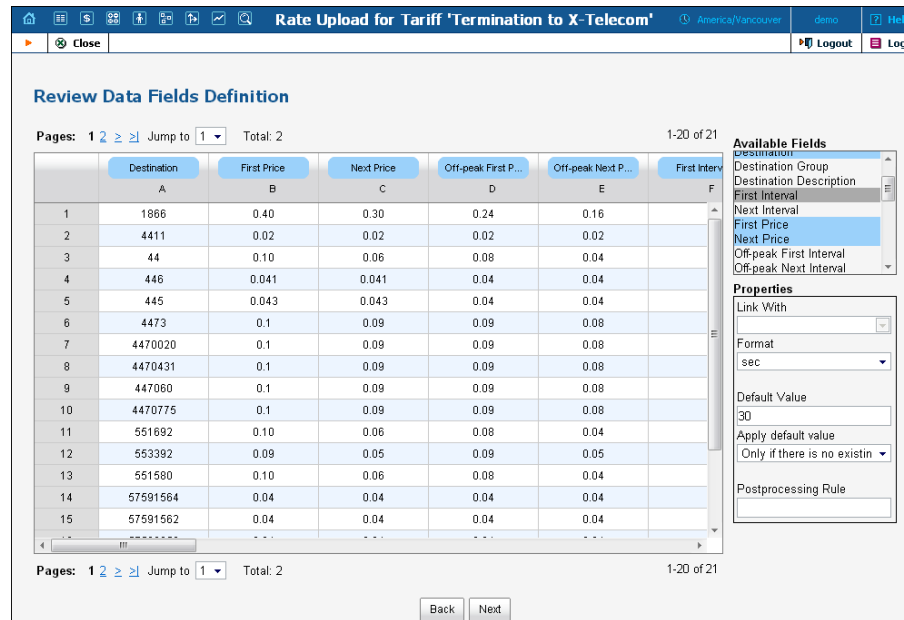 Rate Upload for Tariff 'Termination to X-Telecom' America/Vancouver demo ? Hel
Close Logout Log
Review Data Fields Definition
Pages: 1 2 > >| Jump to 1 Total: 2 1-20 of 21
Destination First Price Next Price Off-peak First P... Off-peak Next P... First Interv
A B C D E F
1 1866 0.40 0.30 0.24 0.16
2 4411 0.02 0.02 0.02 0.02
3 44 0.10 0.06 0.08 0.04
4 446 0.041 0.041 0.04 0.04
5 445 0.043 0.043 0.04 0.04
6 4473 0.1 0.09 0.09 0.08
7 4470020 0.1 0.09 0.09 0.08
8 4470431 0.1 0.09 0.09 0.08
9 447060 0.1 0.09 0.09 0.08
10 4470775 0.1 0.09 0.09 0.08
11 551692 0.10 0.06 0.08 0.04
12 553392 0.09 0.05 0.09 0.05
13 551580 0.10 0.06 0.08 0.04
14 57591564 0.04 0.04 0.04 0.04
15 57591562 0.04 0.04 0.04 0.04
Pages: 1 2 > >| Jump to 1 Total: 2 1-20 of 21
Back Next
Available Fields
Destination
Destination Group
Destination Description
First Interval
Next Interval
First Price
Next Price
Off-peak First Interval
Off-peak Next Interval
Properties
Link With
Format
sec
Default Value
30
Apply default value
Only if there is no existin
Postprocessing Rule